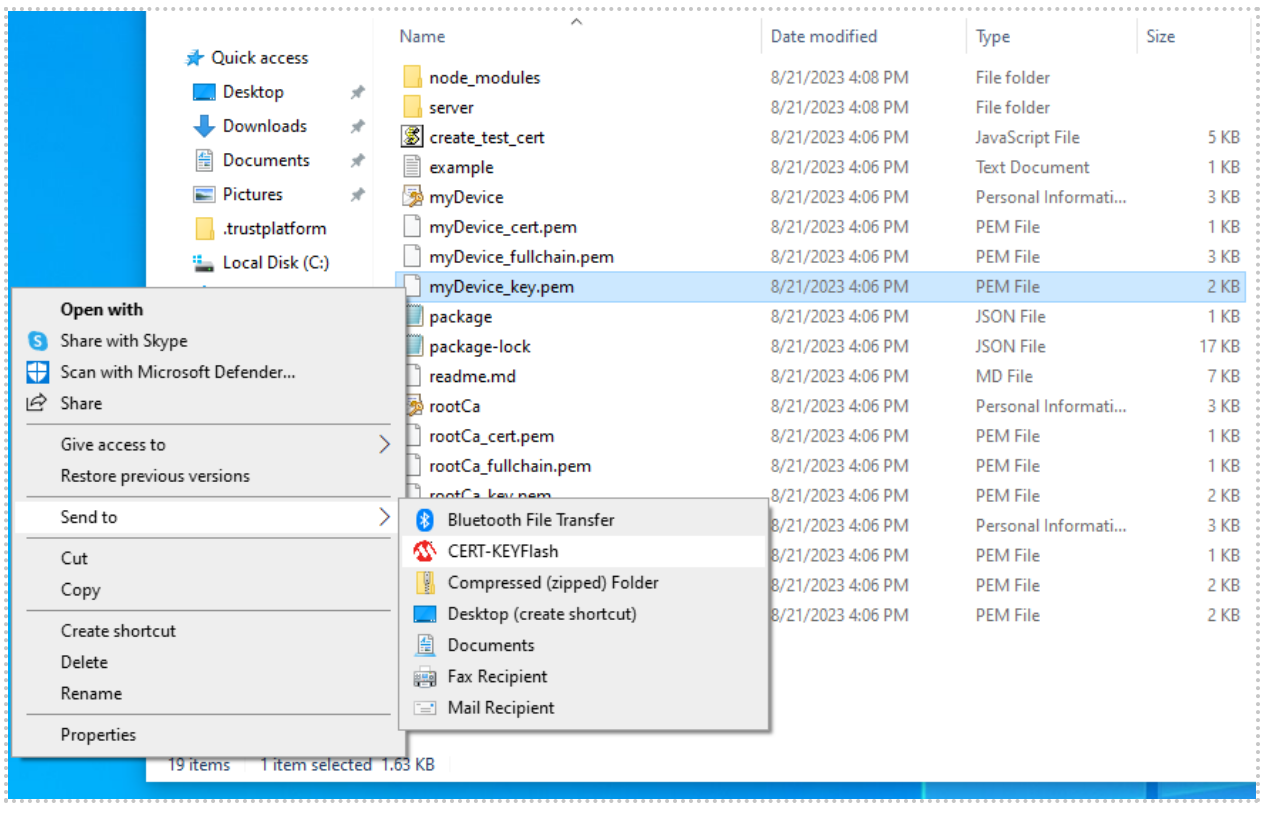 Name Date modified Type Size
Quick access
Desktop
Downloads
Documents
Pictures
.trustplatform
Local Disk (C:)
node_modules 8/21/2023 4:08 PM File folder
server 8/21/2023 4:08 PM File folder
create_test_cert 8/21/2023 4:06 PM JavaScript File 5 KB
example 8/21/2023 4:06 PM Text Document 1 KB
myDevice 8/21/2023 4:06 PM Personal Informati... 3 KB
myDevice_cert.pem 8/21/2023 4:06 PM PEM File 1 KB
myDevice_fullchain.pem 8/21/2023 4:06 PM PEM File 3 KB
myDevice_key.pem 8/21/2023 4:06 PM PEM File 2 KB
package 8/21/2023 4:06 PM JSON File 1 KB
package-lock 8/21/2023 4:06 PM JSON File 17 KB
readme.md 8/21/2023 4:06 PM MD File 7 KB
rootCa 8/21/2023 4:06 PM Personal Informati... 3 KB
rootCa_cert.pem 8/21/2023 4:06 PM PEM File 1 KB
rootCa_fullchain.pem 8/21/2023 4:06 PM PEM File 1 KB
rootCa_key.pem 8/21/2023 4:06 PM PEM File 2 KB
8/21/2023 4:06 PM Personal Informati... 3 KB
8/21/2023 4:06 PM PEM File 1 KB
8/21/2023 4:06 PM PEM File 2 KB
8/21/2023 4:06 PM PEM File 2 KB
Open with
Share with Skype
Scan with Microsoft Defender...
Share
Give access to
Restore previous versions
Send to
Cut
Copy
Create shortcut
Delete
Rename
Properties
Bluetooth File Transfer
CERT-KEYFlash
Compressed (zipped) Folder
Desktop (create shortcut)
Documents
Fax Recipient
Mail Recipient
19 items 1 item selected 1.63 KB